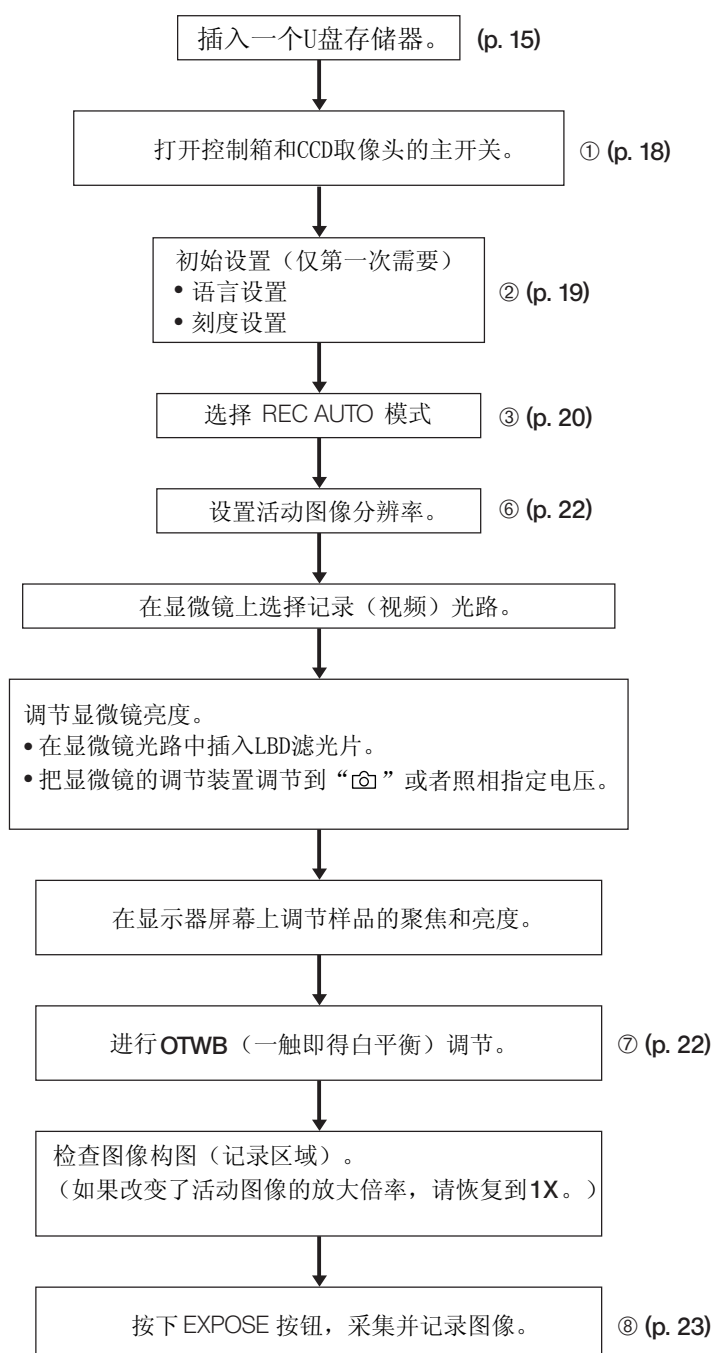 插入一个U盘存储器。 (p. 15)
打开控制箱和CCD取像头的主开关。 ① (p. 18)
初始设置（仅第一次需要）
• 语言设置 ② (p. 19)
• 刻度设置
选择 REC AUTO 模式 ③ (p. 20)
设置活动图像分辨率。 ⑥ (p. 22)
在显微镜上选择记录（视频）光路。
调节显微镜亮度。
• 在显微镜光路中插入LBD滤光片。
• 把显微镜的调节装置调节到“”或者照相指定电压。
在显示器屏幕上调节样品的聚焦和亮度。
进行OTWB（一触即得白平衡）调节。 ⑦ (p. 22)
检查图像构图（记录区域）。
（如果改变了活动图像的放大倍率，请恢复到1X。）
按下 EXPOSE 按钮，采集并记录图像。 ⑧ (p. 23)